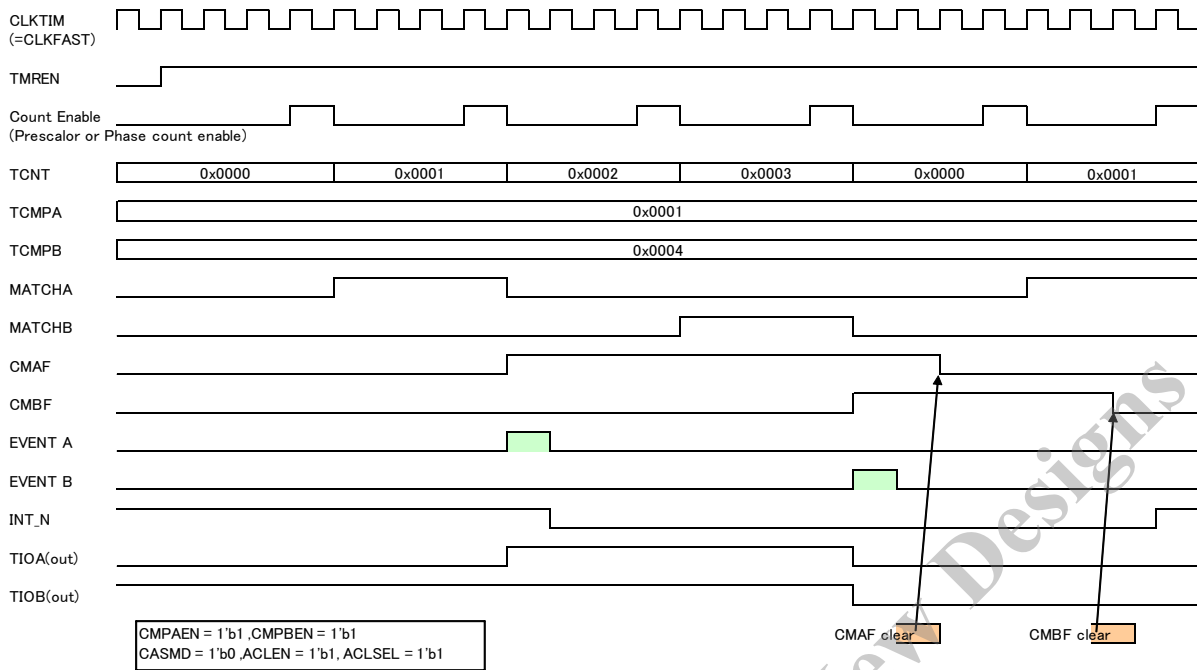 CLKTIM
(=CLKFAST)
TMREN
Count Enable
(Prescalor or Phase count enable)
TCNT 0x0000 0x0001 0x0002 0x0003 0x0000 0x0001
TCMPA 0x0001
TCMPB 0x0004
MATCHA
MATCHB
CMAF
CMBF
EVENT A
EVENT B
INT_N
TIOA(out)
TIOB(out)
CMPAEN = 1'b1 ,CMPBEN = 1'b1
CASMD = 1'b0 ,ACLEN = 1'b1, ACLSEL = 1'b1
CMAF clear CMBF clear
New Designs